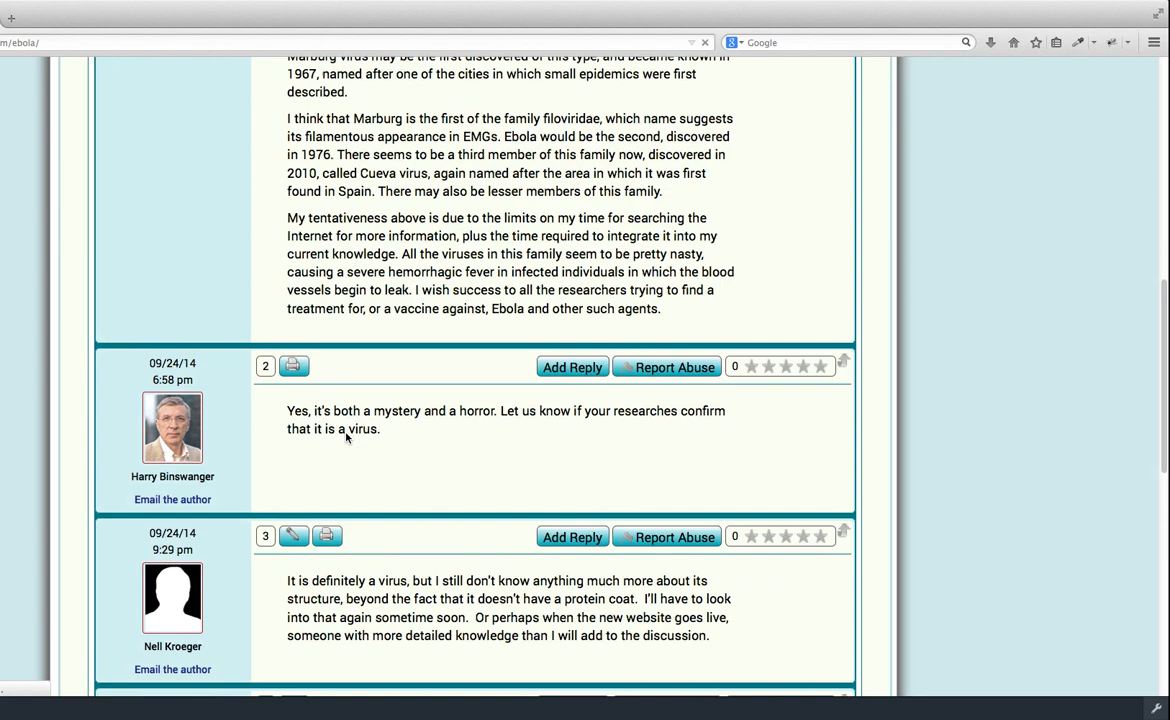 +
m/ebola/
Google
Marburg virus may be the first discovered of this type, and became known in
1967, named after one of the cities in which small epidemics were first
described.
I think that Marburg is the first of the family filoviridae, which name suggests
its filamentous appearance in EMGs. Ebola would be the second, discovered
in 1976. There seems to be a third member of this family now, discovered in
2010, called Cueva virus, again named after the area in which it was first
found in Spain. There may also be lesser members of this family.
My tentativeness above is due to the limits on my time for searching the
Internet for more information, plus the time required to integrate it into my
current knowledge. All the viruses in this family seem to be pretty nasty,
causing a severe hemorrhagic fever in infected individuals in which the blood
vessels begin to leak. I wish success to all the researchers trying to find a
treatment for, or a vaccine against, Ebola and other such agents.
09/24/14
6:58 pm
Harry Binswanger
Email the author
2
Add Reply
Report Abuse
0
Yes, it's both a mystery and a horror. Let us know if your researches confirm
that it is a virus.
09/24/14
9:29 pm
Nell Kroeger
Email the author
3
Add Reply
Report Abuse
0
It is definitely a virus, but I still don't know anything much more about its
structure, beyond the fact that it doesn't have a protein coat. I'll have to look
into that again sometime soon. Or perhaps when the new website goes live,
someone with more detailed knowledge than I will add to the discussion.